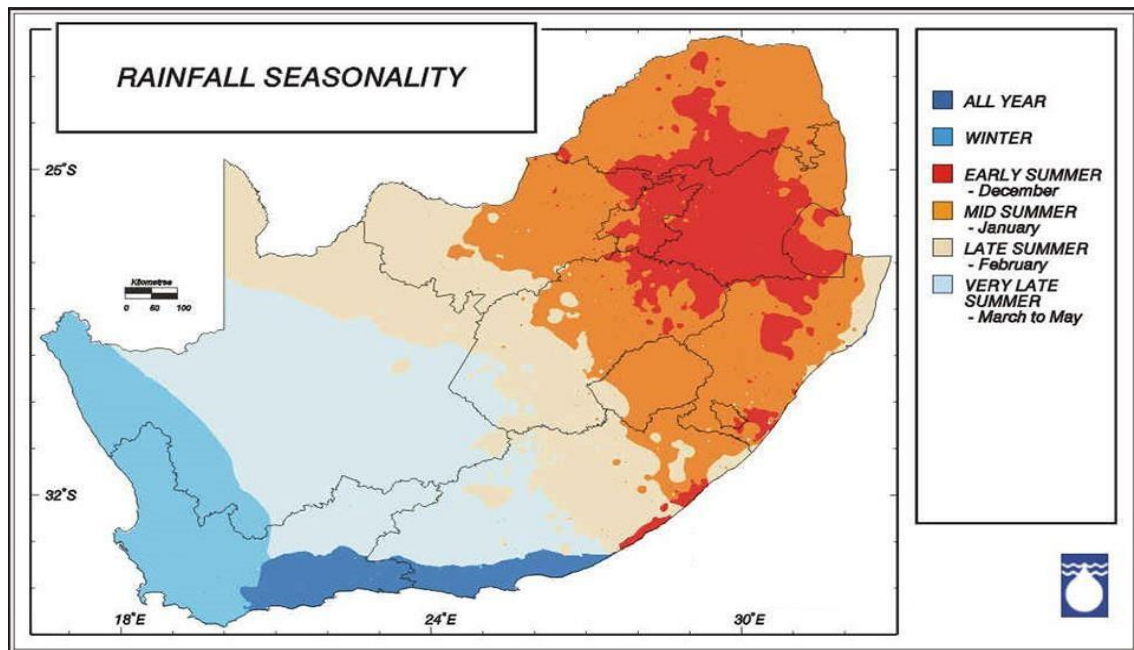 RAINFALL SEASONALITY
ALL YEAR
WINTER
EARLY SUMMER
- December
MID SUMMER
- January
LATE SUMMER
- February
VERY LATE
SUMMER
- March to May
25°S
Kilometres
0 50 100
32°S
18°E 24°E 30°E